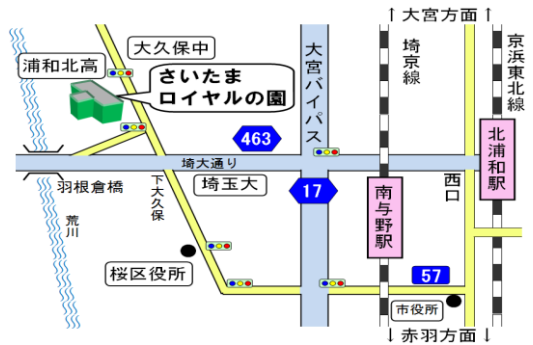 ↑大宮方面↑
大久保中
浦和北高
さいたま
ロイヤルの園
大宮バイパス
埼京線
京浜東北線
463
北浦和駅
埼大通り
羽根倉橋
下大久保
埼玉大
17
南与野駅
西口
荒川
桜区役所
57
市役所
↓赤羽方面↓